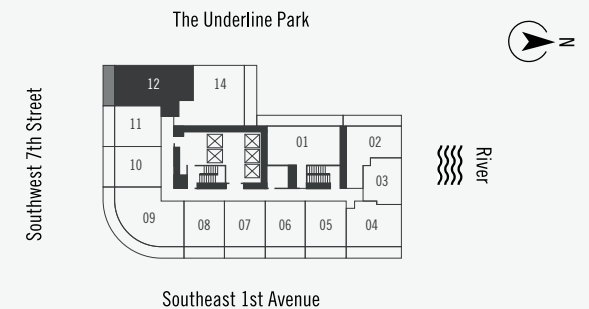 The Underline Park
N
Southwest 7th Street
12
14
11
01
02
10
03
09
08
07
06
05
04
River
Southeast 1st Avenue